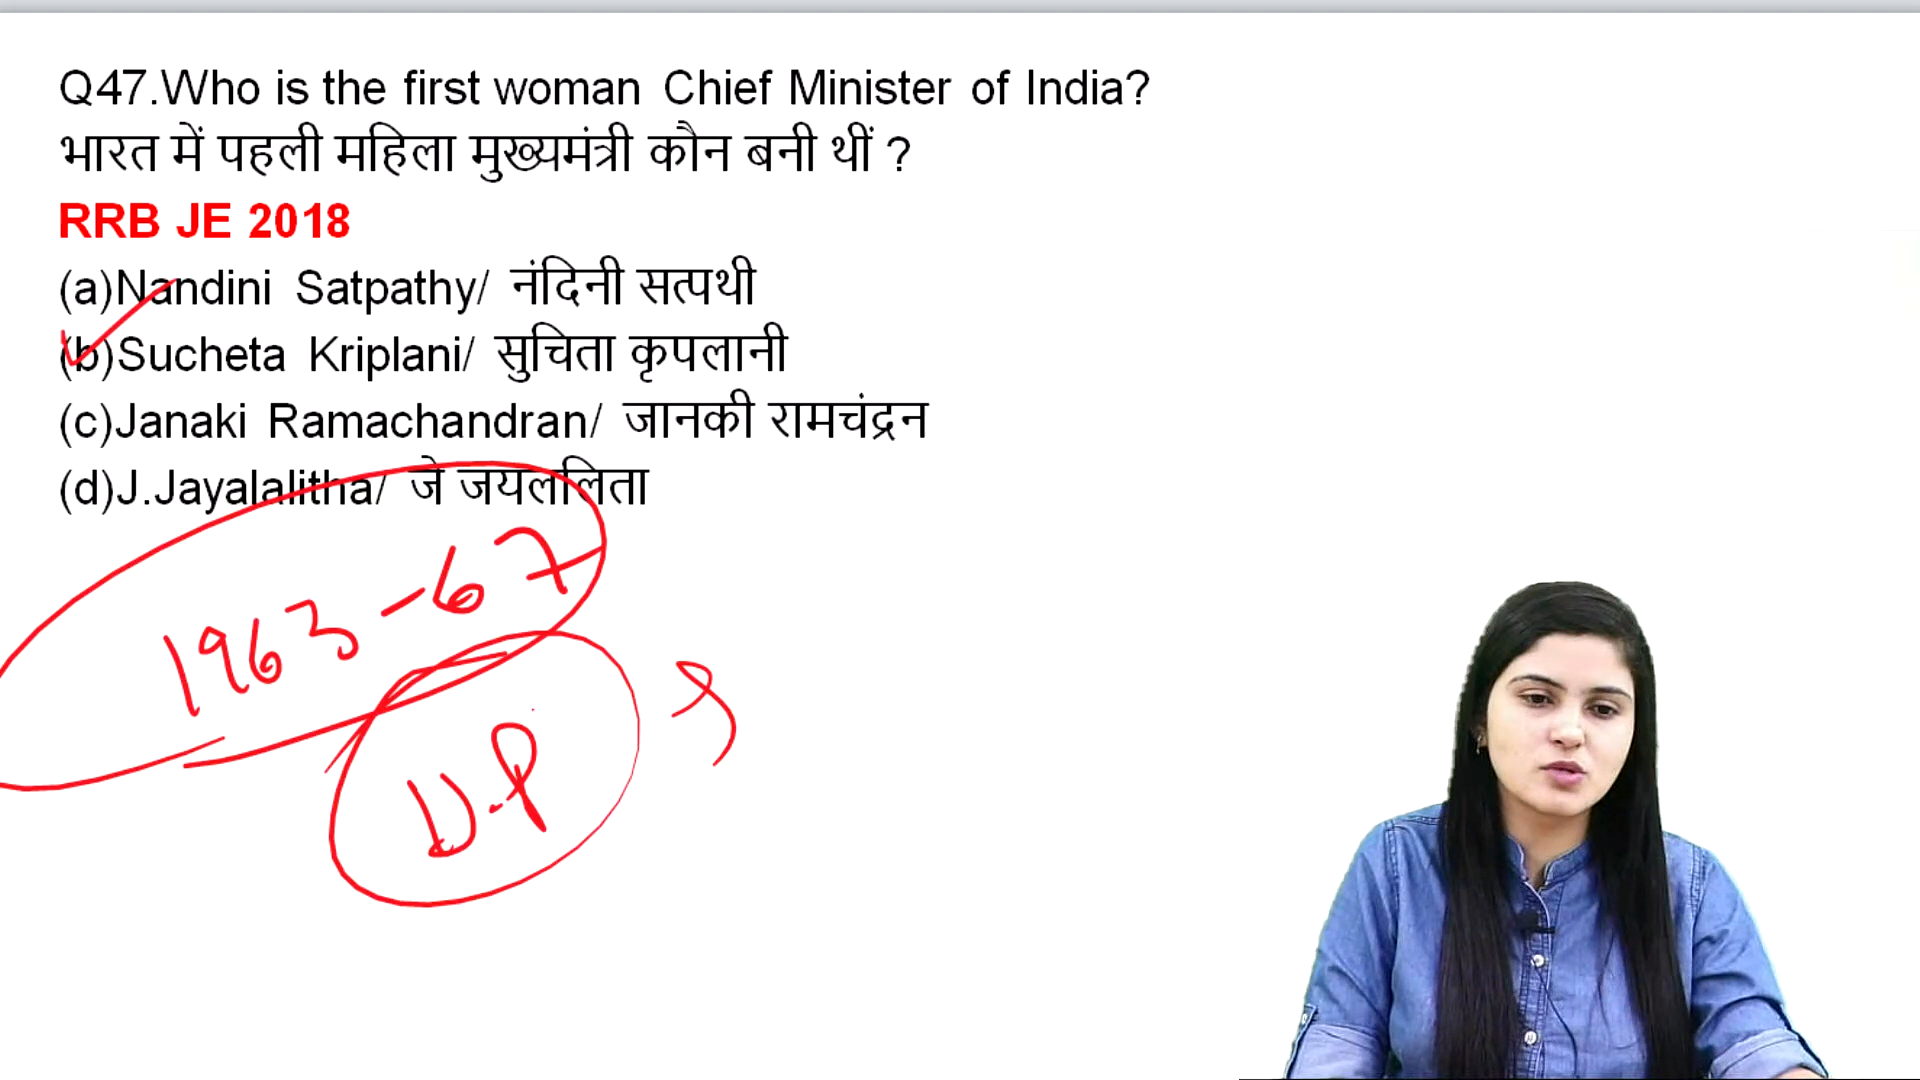 Q47.Who is the first woman Chief Minister of India?
भारत में पहली महिला मुख्यमंत्री कौन बनी थीं ?
RRB JE 2018
(a)Nandini Satpathy/ नंदिनी सत्पथी
(b)Sucheta Kriplani/ सुचिता कृपलानी
(c)Janaki Ramachandran/ जानकी रामचंद्रन
(d)J.Jayalalitha/ जे जयललिता
1963-67
U.P